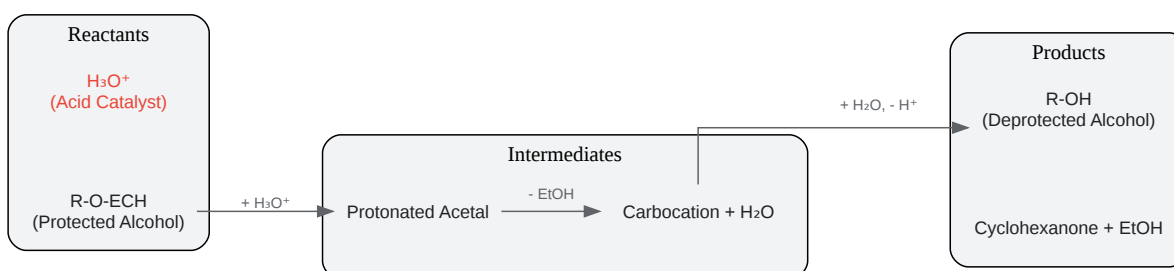 Reactants
H₃O⁺
(Acid Catalyst)
R-O-ECH
(Protected Alcohol)
+ H₃O⁺
Intermediates
Protonated Acetal
- EtOH
Carbocation + H₂O
+ H₂O, - H⁺
Products
R-OH
(Deprotected Alcohol)
Cyclohexanone + EtOH